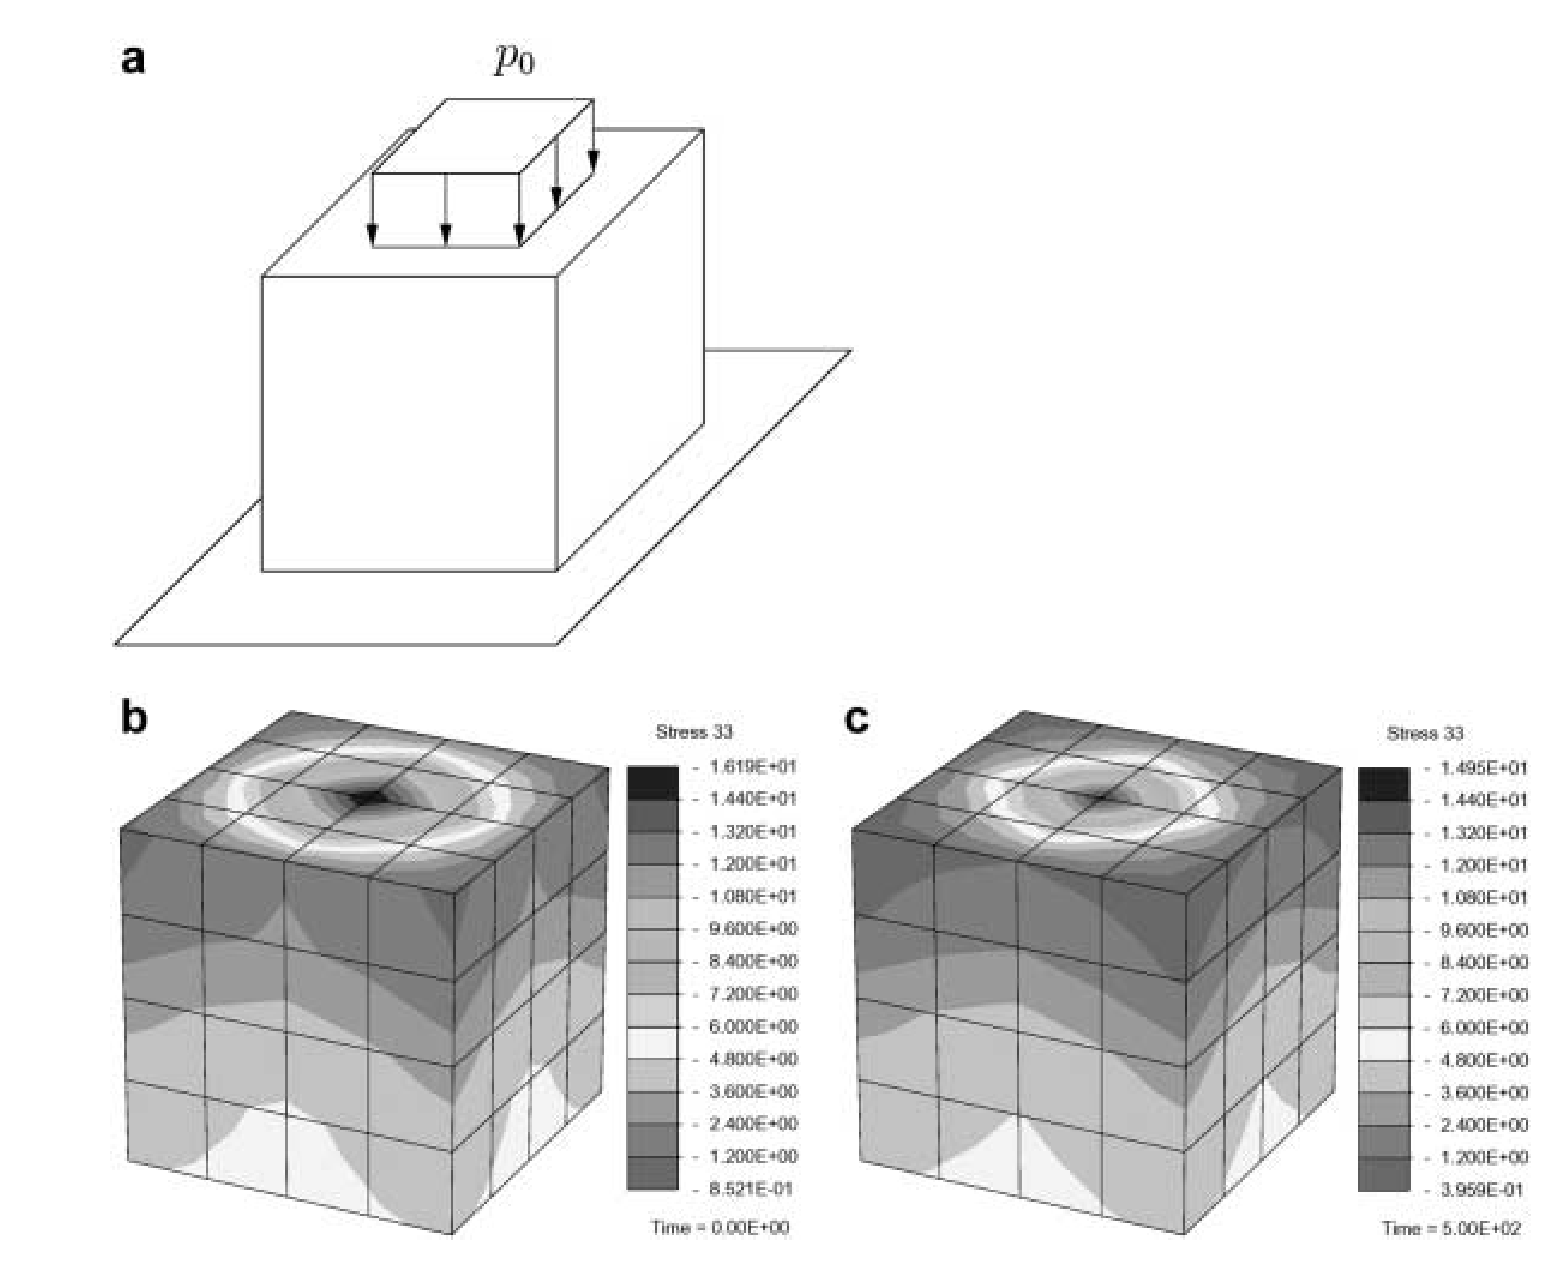 a
p0
b
Stress 33
- 1.619E+01
- 1.440E+01
- 1.320E+01
- 1.200E+01
- 1.080E+01
- 9.600E+00
- 8.400E+00
- 7.200E+00
- 6.000E+00
- 4.800E+00
- 3.600E+00
- 2.400E+00
- 1.200E+00
- 8.521E-01
Time = 0.00E+00
c
Stress 33
- 1.495E+01
- 1.440E+01
- 1.320E+01
- 1.200E+01
- 1.080E+01
- 9.600E+00
- 8.400E+00
- 7.200E+00
- 6.000E+00
- 4.800E+00
- 3.600E+00
- 2.400E+00
- 1.200E+00
- 3.959E-01
Time = 5.00E+02